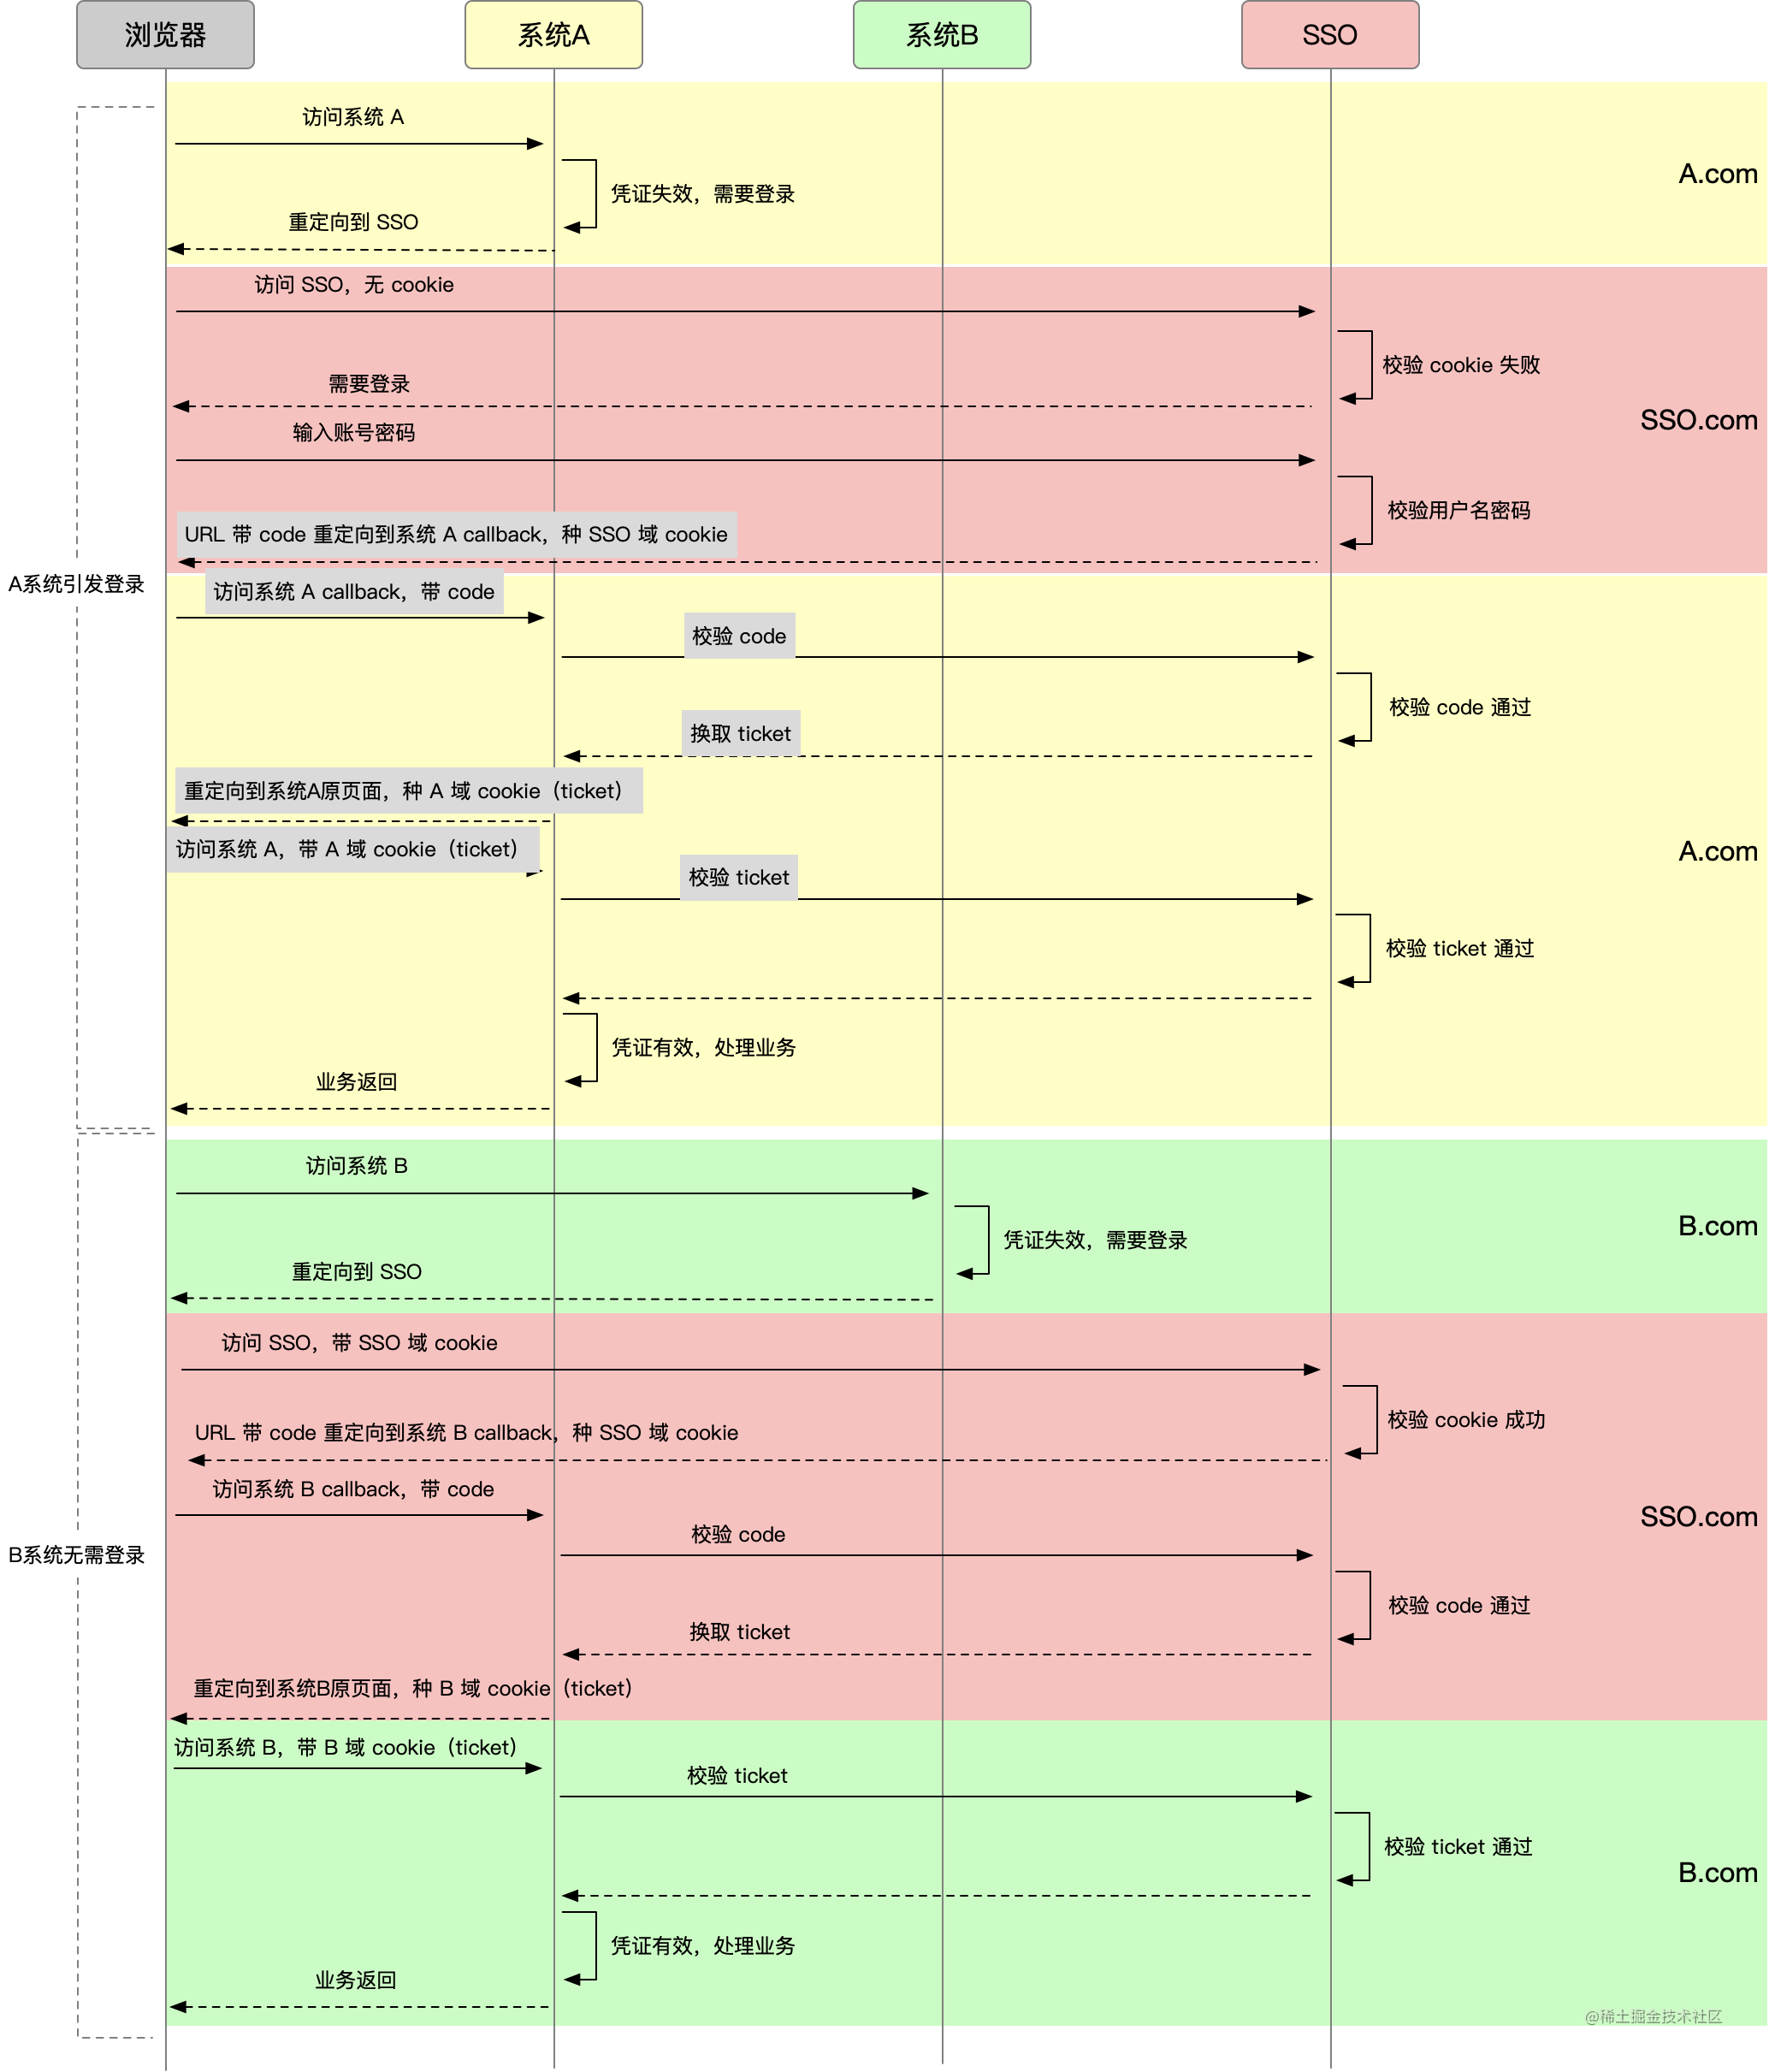 浏览器
系统A
系统B
SSO
访问系统 A
A.com
凭证失效，需要登录
重定向到 SSO
访问 SSO，无 cookie
校验 cookie 失败
需要登录
SSO.com
输入账号密码
校验用户名密码
URL 带 code 重定向到系统 A callback，种 SSO 域 cookie
A系统引发登录
访问系统 A callback，带 code
校验 code
校验 code 通过
换取 ticket
重定向到系统A原页面，种 A 域 cookie（ticket）
访问系统 A，带 A 域 cookie（ticket）
A.com
校验 ticket
校验 ticket 通过
凭证有效，处理业务
业务返回
访问系统 B
B.com
凭证失效，需要登录
重定向到 SSO
访问 SSO，带 SSO 域 cookie
校验 cookie 成功
URL 带 code 重定向到系统 B callback，种 SSO 域 cookie
访问系统 B callback，带 code
SSO.com
校验 code
B系统无需登录
校验 code 通过
换取 ticket
重定向到系统B原页面，种 B 域 cookie（ticket）
访问系统 B，带 B 域 cookie（ticket）
校验 ticket
校验 ticket 通过
B.com
凭证有效，处理业务
业务返回
@稀土掘金技术社区